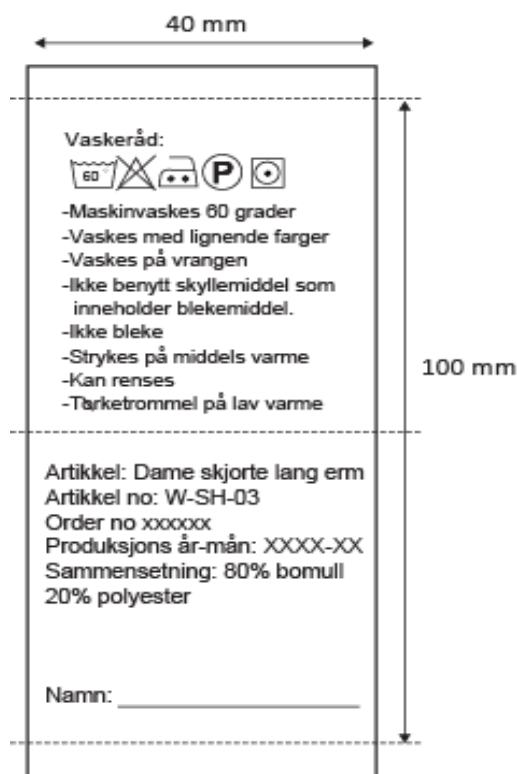 40 mm
Vaskeråd:
60 P
-Maskinvaskes 60 grader
-Vaskes med lignende farger
-Vaskes på vrangen
-Ikke benytt skyllemiddel som
inneholder blekemiddel.
-Ikke bleke
-Strykes på middels varme
-Kan renses
-Tørketrommel på lav varme
100 mm
Artikkel: Dame skjorte lang erm
Artikkel no: W-SH-03
Order no xxxxxx
Produksjons år-mån: XXXX-XX
Sammensetning: 80% bomull
20% polyester
Namn: